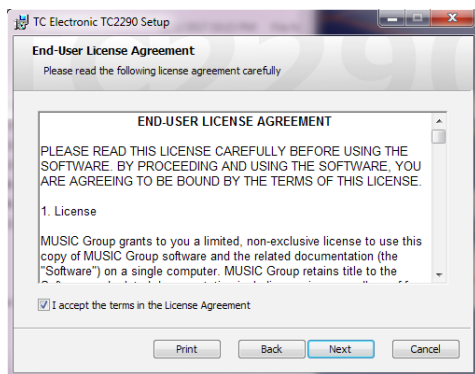 TC Electronic TC2290 Setup
End-User License Agreement
Please read the following license agreement carefully
END-USER LICENSE AGREEMENT
PLEASE READ THIS LICENSE CAREFULLY BEFORE USING THE
SOFTWARE. BY PROCEEDING AND USING THE SOFTWARE, YOU
ARE AGREEING TO BE BOUND BY THE TERMS OF THIS LICENSE.
1. License
MUSIC Group grants to you a limited, non-exclusive license to use this
copy of MUSIC Group software and the related documentation (the
"Software") on a single computer. MUSIC Group retains title to the
I accept the terms in the License Agreement
Print
Back
Next
Cancel